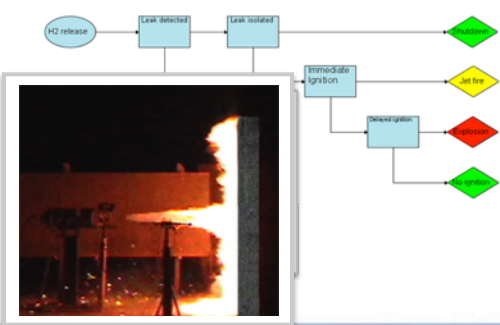 H2 release
Leak detected
Leak isolated
Shutdown
Immediate
Ignition
Jet fire
Delayed ignition
Explosion
No ignition